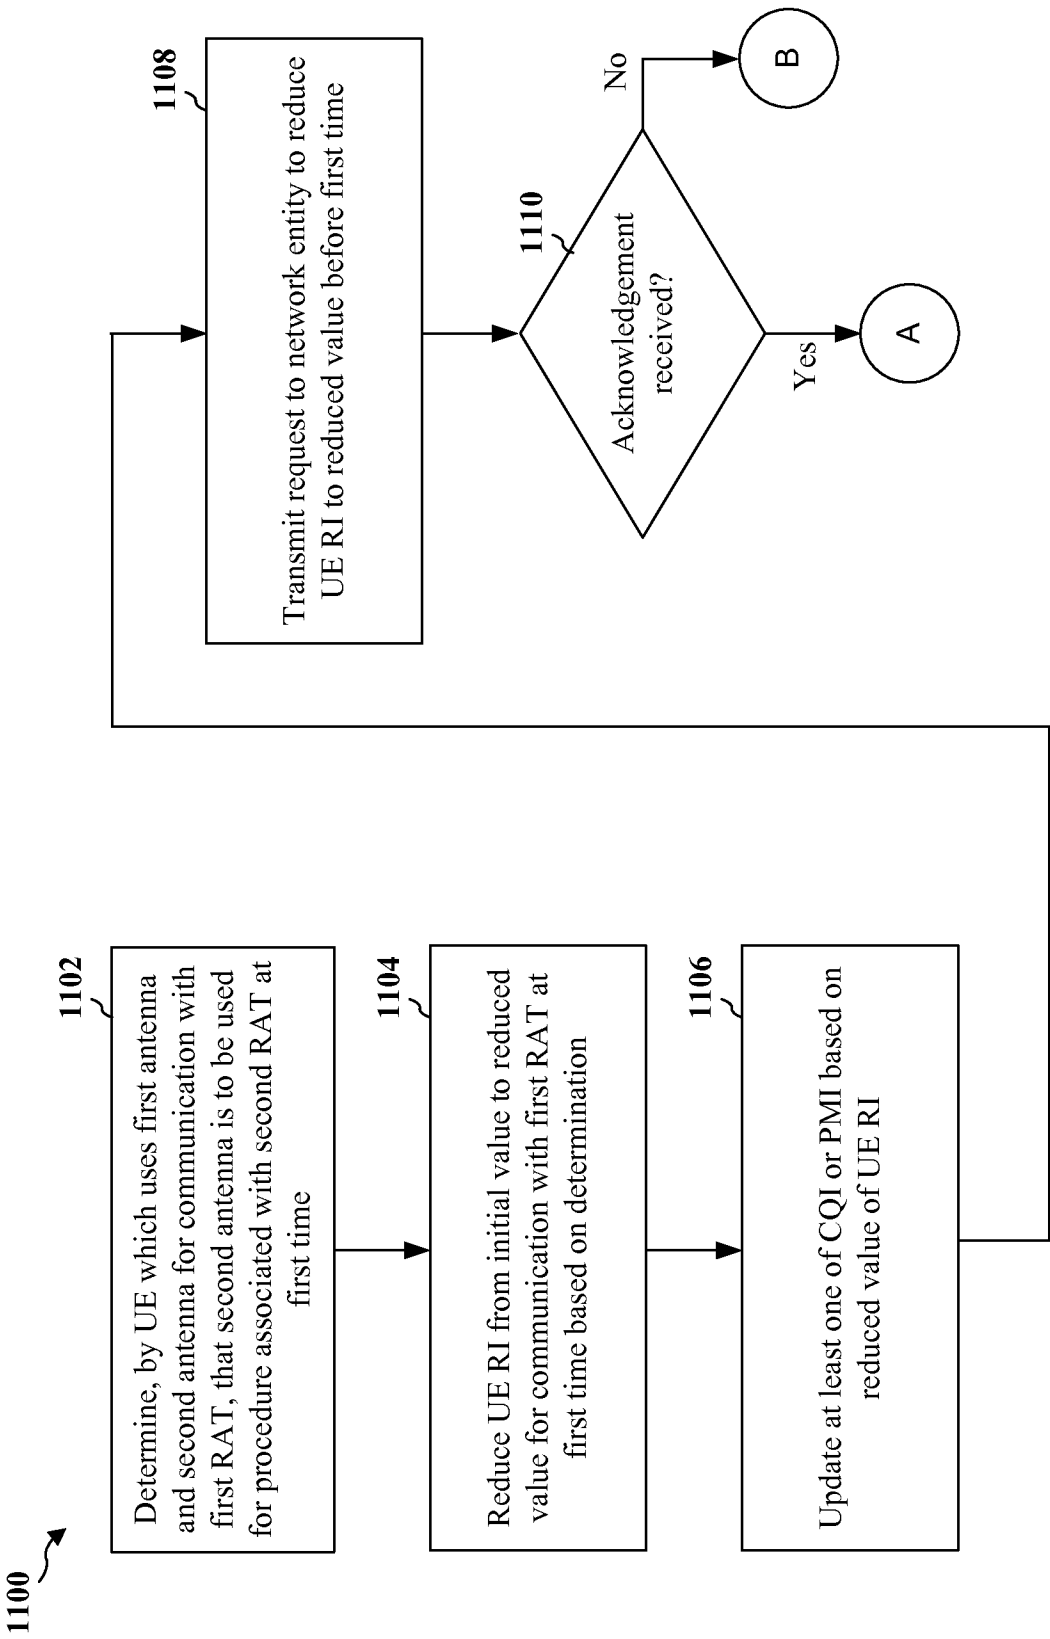 1100
1102
Determine, by UE which uses first antenna
and second antenna for communication with
first RAT, that second antenna is to be used
for procedure associated with second RAT at
first time
1104
Reduce UE RI from initial value to reduced
value for communication with first RAT at
first time based on determination
1106
Update at least one of CQI or PMI based on
reduced value of UE RI
1108
Transmit request to network entity to reduce
UE RI to reduced value before first time
1110
Acknowledgement
received?
No
B
Yes
A